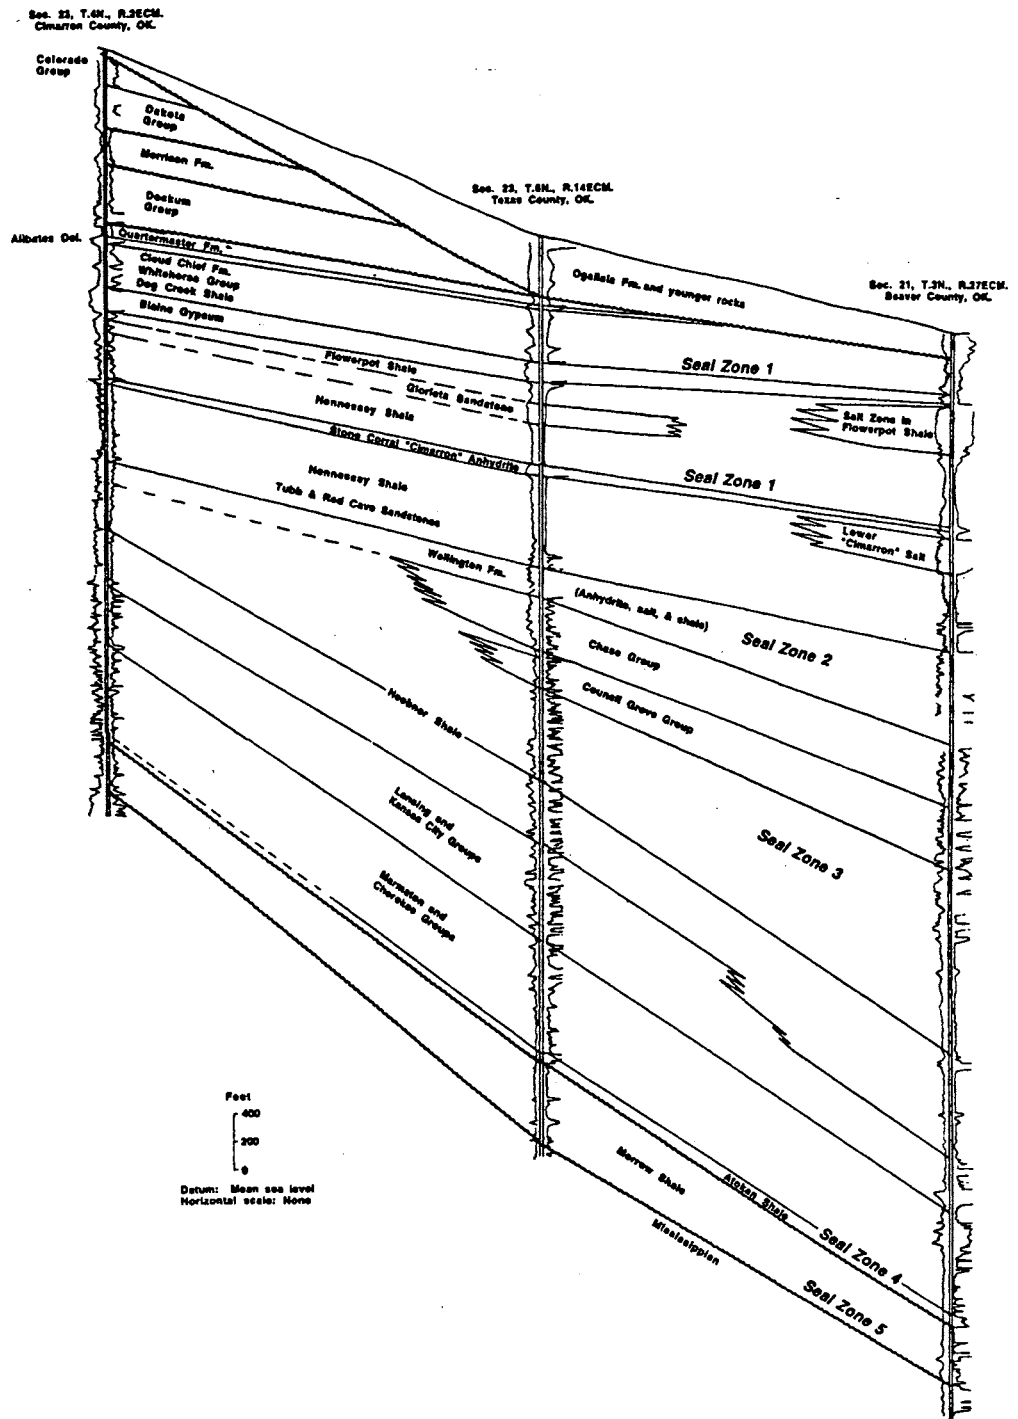 Sec. 23, T.4N., R.2ECM.
Cimarron County, OK.
Colorado
Group
Dakota
Group
Morrison Fm.
Dockum
Group
Alibates Dol.
Quartermaster Fm.
Cloud Chief Fm.
Whitehorse Group
Dog Creek Shale
Blaine Gypsum
Flowerpot Shale
Glorieta Sandstone
Hennessey Shale
Stone Corral "Cimarron" Anhydrite
Hennessey Shale
Tubb & Red Cave Sandstones
Wellington Fm.
Heebner Shale
Lansing and
Kansas City Groups
Marmaton and
Cherokee Groups
Sec. 23, T.5N., R.14ECM.
Texas County, OK.
Ogallala Fm. and younger rocks
Sec. 21, T.3N., R.27ECM.
Beaver County, OK.
Seal Zone 1
Salt Zone in
Flowerpot Shale
Seal Zone 1
Lower
"Cimarron" Salt
(Anhydrite, salt, & shale)
Seal Zone 2
Chase Group
Council Grove Group
Seal Zone 3
Morrow Shale
Atokan Shale
Seal Zone 4
Mississippian
Seal Zone 5
Feet
400
200
0
Datum: Mean sea level
Horizontal scale: None